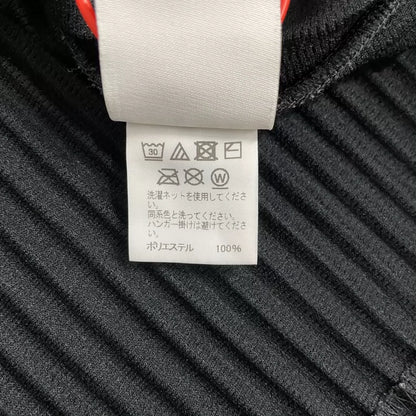 30
W
洗濯ネットを使用してくださ
い。
同系色と洗ってください。
ハンガー掛けは避けてくださ
い。
ポリエステル 100%